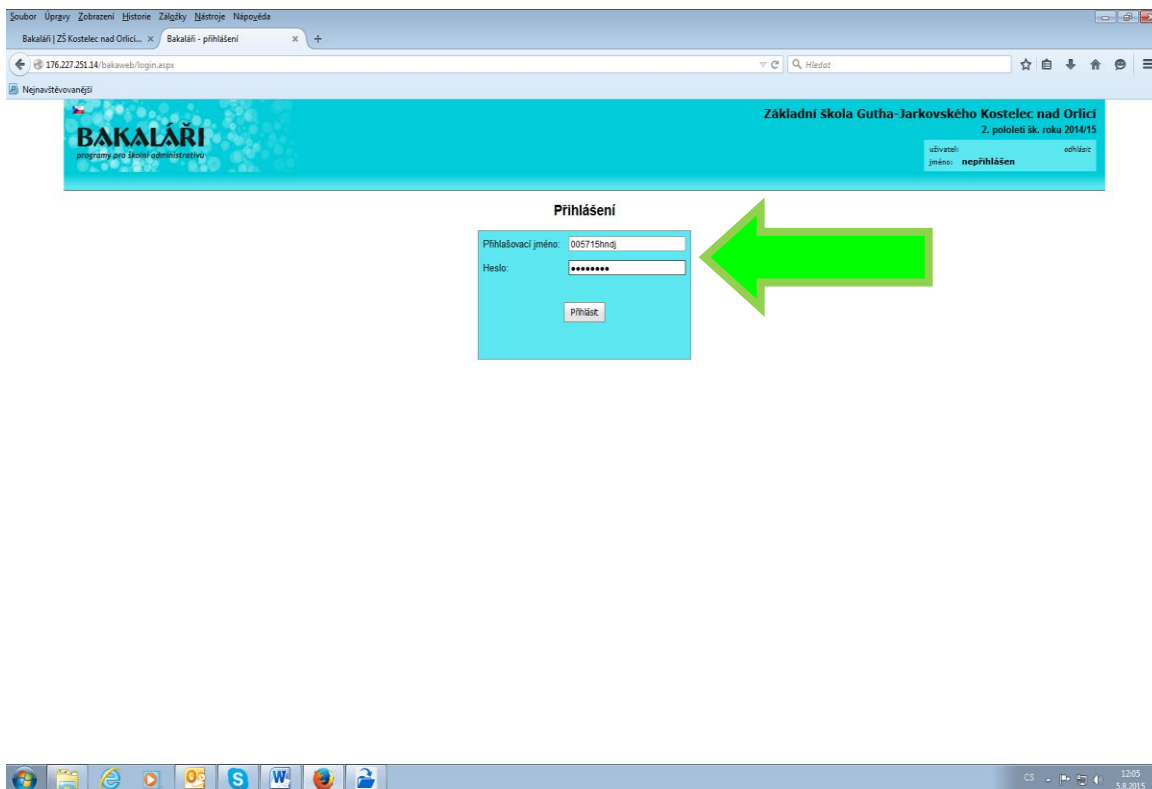 Soubor Úpravy Zobrazení Historie Záložky Nástroje Nápověda
Bakaláři | ZŠ Kostelec nad Orlicí... × Bakaláři - přihlášení × +
176.227.251.14/bakaweb/login.aspx Hledat
Nejnavštěvovanější
BAKALÁŘI
programy pro školní administrativu
Základní škola Gutha-Jarkovského Kostelec nad Orlicí
2. pololetí šk. roku 2014/15
uživatel: odhlásit
jméno: nepřihlášen
Přihlášení
Přihlašovací jméno: 005715hndj
Heslo: ••••••••
Přihlásit
CS 12:05
5.8.2015